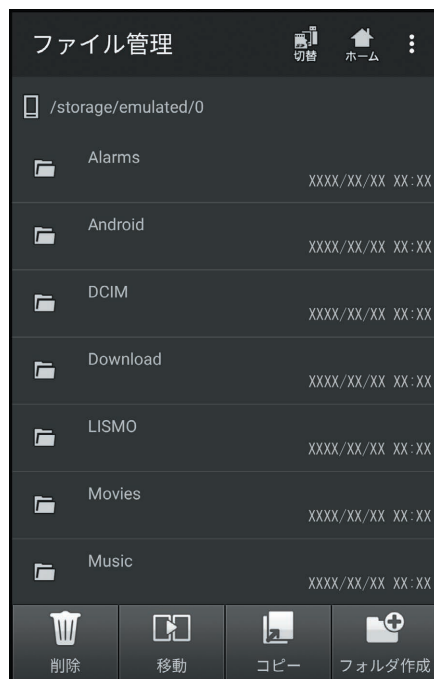 ファイル管理
切替
ホーム
/storage/emulated/0
Alarms
XXXX/XX/XX XX:XX
Android
XXXX/XX/XX XX:XX
DCIM
XXXX/XX/XX XX:XX
Download
XXXX/XX/XX XX:XX
LISMO
XXXX/XX/XX XX:XX
Movies
XXXX/XX/XX XX:XX
Music
XXXX/XX/XX XX:XX
削除
移動
コピー
フォルダ作成